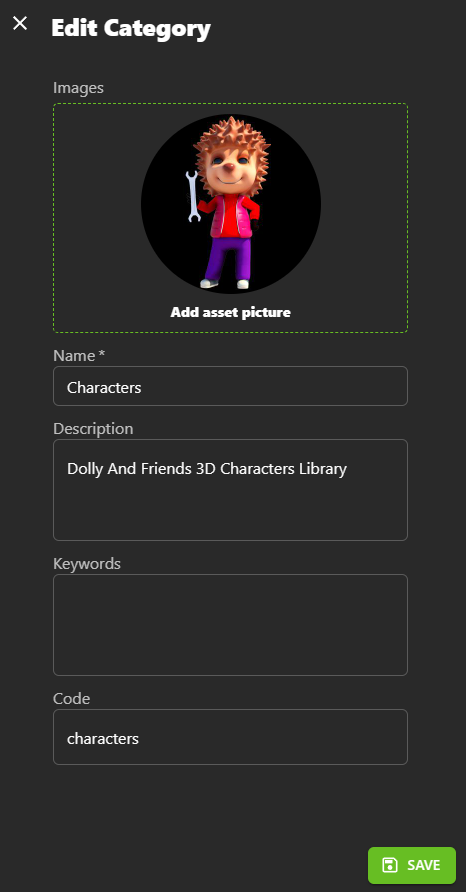 Edit Category
Images
Add asset picture
Name *
Characters
Description
Dolly And Friends 3D Characters Library
Keywords
Code
characters
SAVE